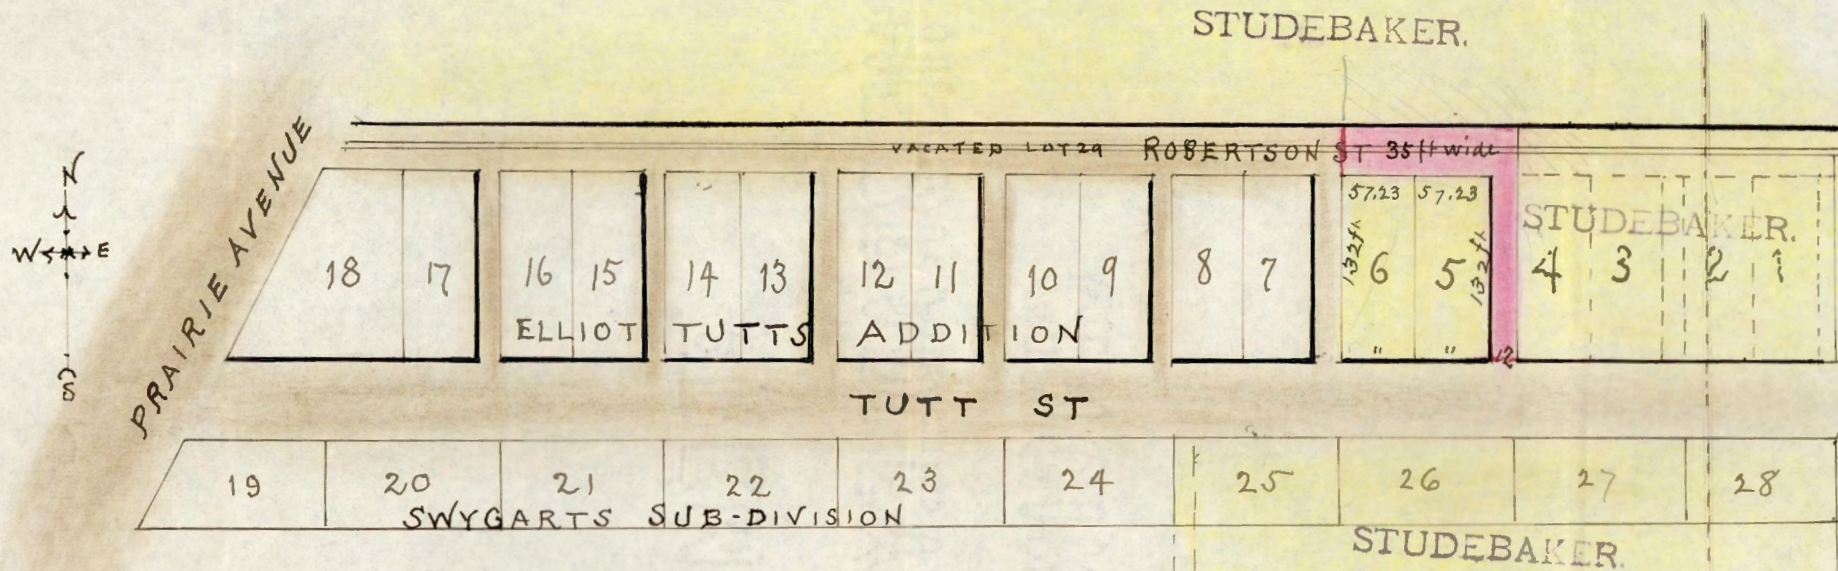 STUDEBAKER.
VACATED LOT 29 ROBERTSON ST 35 ft wide
PRAIRIE AVENUE
N
W E
S
57.23 57.23
132 ft 132 ft
STUDEBAKER.
18 17 16 15 14 13 12 11 10 9 8 7 6 5 4 3 2 1
ELLIOT TUTTS ADDITION
" " 12
TUTT ST
19 20 21 22 23 24 25 26 27 28
SWYGARTS SUB-DIVISION
STUDEBAKER.